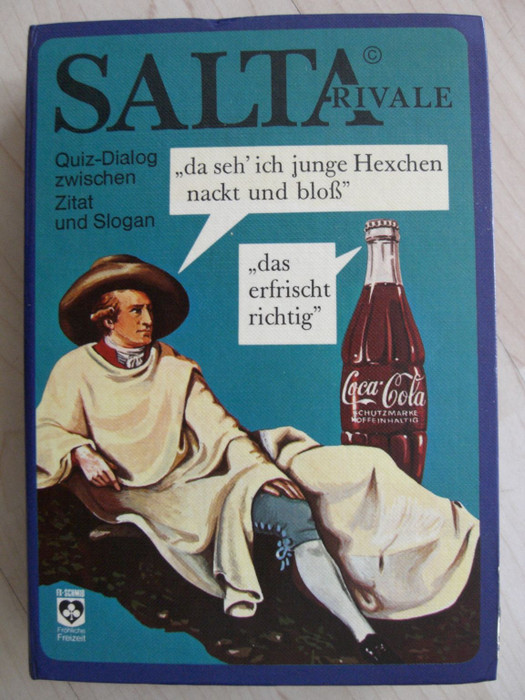 SALTA ©
-RIVALE
Quiz-Dialog
zwischen
Zitat
und Slogan
„da seh' ich junge Hexchen
nackt und bloß”
„das
erfrischt
richtig”
Coca-Cola
SCHUTZMARKE
KOFFEINHALTIG
FX·SCHMID
Fröhliche
Freizeit